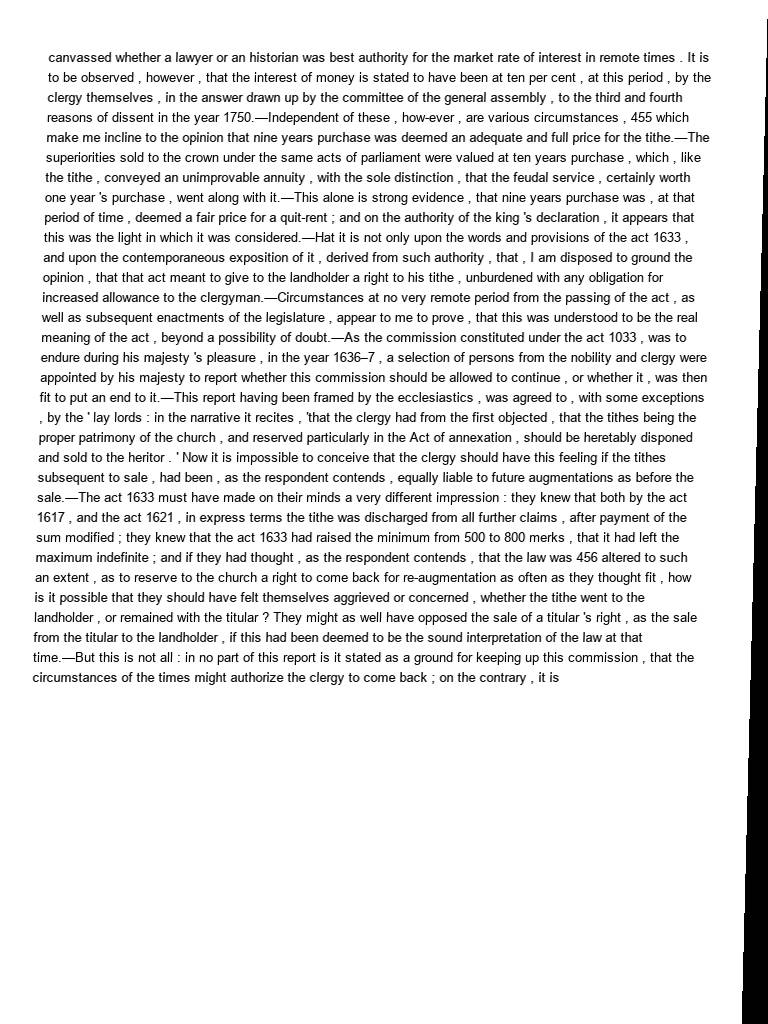 canvassed whether a lawyer or an historian was best authority for the market rate of interest in remote times . It is
to be observed , however , that the interest of money is stated to have been at ten per cent , at this period , by the
clergy themselves , in the answer drawn up by the committee of the general assembly , to the third and fourth
reasons of dissent in the year 1750.—Independent of these , how-ever , are various circumstances , 455 which
make me incline to the opinion that nine years purchase was deemed an adequate and full price for the tithe.—The
superiorities sold to the crown under the same acts of parliament were valued at ten years purchase , which , like
the tithe , conveyed an unimprovable annuity , with the sole distinction , that the feudal service , certainly worth
one year 's purchase , went along with it.—This alone is strong evidence , that nine years purchase was , at that
period of time , deemed a fair price for a quit-rent ; and on the authority of the king 's declaration , it appears that
this was the light in which it was considered.—Hat it is not only upon the words and provisions of the act 1633 ,
and upon the contemporaneous exposition of it , derived from such authority , that , I am disposed to ground the
opinion , that that act meant to give to the landholder a right to his tithe , unburdened with any obligation for
increased allowance to the clergyman.—Circumstances at no very remote period from the passing of the act , as
well as subsequent enactments of the legislature , appear to me to prove , that this was understood to be the real
meaning of the act , beyond a possibility of doubt.—As the commission constituted under the act 1033 , was to
endure during his majesty 's pleasure , in the year 1636–7 , a selection of persons from the nobility and clergy were
appointed by his majesty to report whether this commission should be allowed to continue , or whether it , was then
fit to put an end to it.—This report having been framed by the ecclesiastics , was agreed to , with some exceptions
, by the ' lay lords : in the narrative it recites , 'that the clergy had from the first objected , that the tithes being the
proper patrimony of the church , and reserved particularly in the Act of annexation , should be heretably disponed
and sold to the heritor . ' Now it is impossible to conceive that the clergy should have this feeling if the tithes
subsequent to sale , had been , as the respondent contends , equally liable to future augmentations as before the
sale.—The act 1633 must have made on their minds a very different impression : they knew that both by the act
1617 , and the act 1621 , in express terms the tithe was discharged from all further claims , after payment of the
sum modified ; they knew that the act 1633 had raised the minimum from 500 to 800 merks , that it had left the
maximum indefinite ; and if they had thought , as the respondent contends , that the law was 456 altered to such
an extent , as to reserve to the church a right to come back for re-augmentation as often as they thought fit , how
is it possible that they should have felt themselves aggrieved or concerned , whether the tithe went to the
landholder , or remained with the titular ? They might as well have opposed the sale of a titular 's right , as the sale
from the titular to the landholder , if this had been deemed to be the sound interpretation of the law at that
time.—But this is not all : in no part of this report is it stated as a ground for keeping up this commission , that the
circumstances of the times might authorize the clergy to come back ; on the contrary , it is